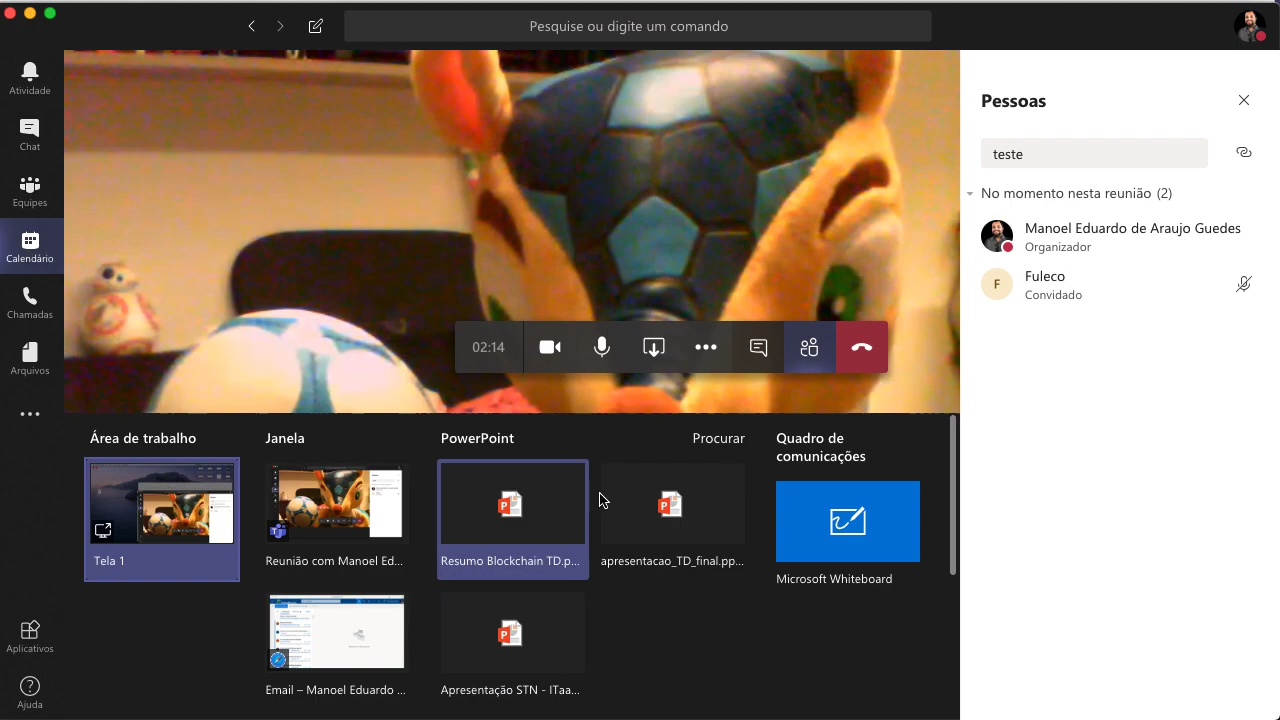 Pesquise ou digite um comando
Atividade
Chat
Equipes
Calendário
Chamadas
Arquivos
Aplicativos
Ajuda
02:14
Área de trabalho
Tela 1
Janela
Reunião com Manoel Ed...
Email – Manoel Eduardo ...
PowerPoint
Procurar
Resumo Blockchain TD.p...
apresentacao_TD_final.pp...
Apresentação STN - ITaa...
Quadro de
comunicações
Microsoft Whiteboard
Pessoas
teste
No momento nesta reunião (2)
Manoel Eduardo de Araujo Guedes
Organizador
F
Fuleco
Convidado